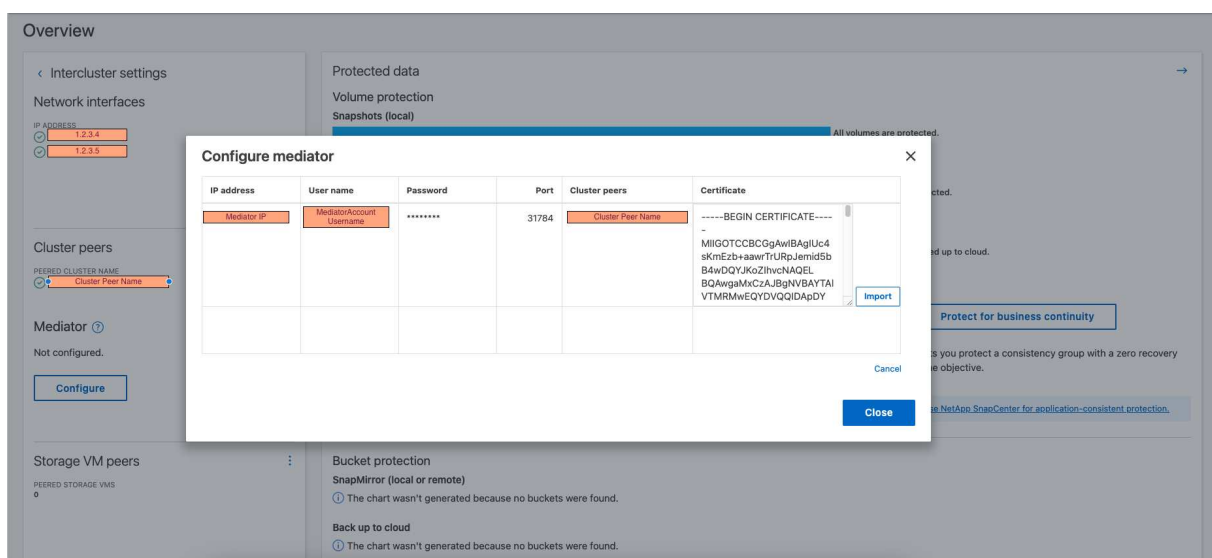 Overview
‹ Intercluster settings
Network interfaces
IP ADDRESS
1.2.3.4
1.2.3.5
Cluster peers
PEERED CLUSTER NAME
Cluster Peer Name
Mediator ?
Not configured.
Configure
Storage VM peers
PEERED STORAGE VMS
0
Protected data
Volume protection
Snapshots (local)
All volumes are protected.
cted.
ed up to cloud.
Protect for business continuity
ts you protect a consistency group with a zero recovery
e objective.
se NetApp SnapCenter for application-consistent protection.
Bucket protection
SnapMirror (local or remote)
The chart wasn't generated because no buckets were found.
Back up to cloud
The chart wasn't generated because no buckets were found.
Configure mediator
IP address User name Password Port Cluster peers Certificate
Mediator IP
MediatorAccount
Username
********
31784
Cluster Peer Name
-----BEGIN CERTIFICATE----
-
MIIGOTCCBCGgAwIBAgIUc4
sKmEzb+aawrTrURpJemid5b
B4wDQYJKoZIhvcNAQEL
BQAwgaMxCzAJBgNVBAYTAl
VTMRMwEQYDVQQIDApDY
Import
Cancel
Close